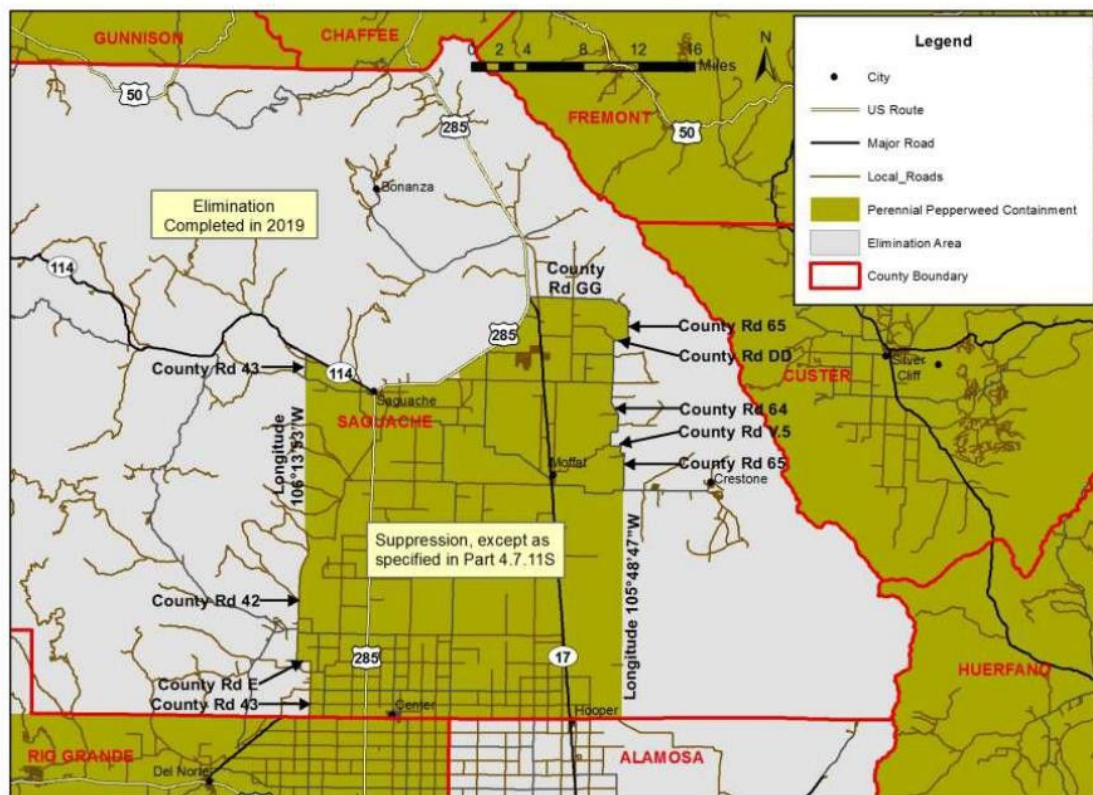 GUNNISON
CHAFFEE
0 2 4 8 12 16
Miles
N
50
285
FREMONT
50
Legend
City
US Route
Major Road
Local_Roads
Perennial Pepperweed Containment
Elimination Area
County Boundary
Bonanza
Elimination
Completed in 2019
114
County
Rd GG
285
County Rd 65
County Rd DD
County Rd 43
114
Saguache
SAGUACHE
Longitude
106°13'53"W
County Rd 64
County Rd V.5
County Rd 65
Moffat
Crestone
Silver
Cliff
CUSTER
Suppression, except as
specified in Part 4.7.11S
Longitude 105°48'47"W
County Rd 42
285
17
County Rd E
County Rd 43
Center
Hooper
HUERFANO
RIO GRANDE
Del Norte
ALAMOSA